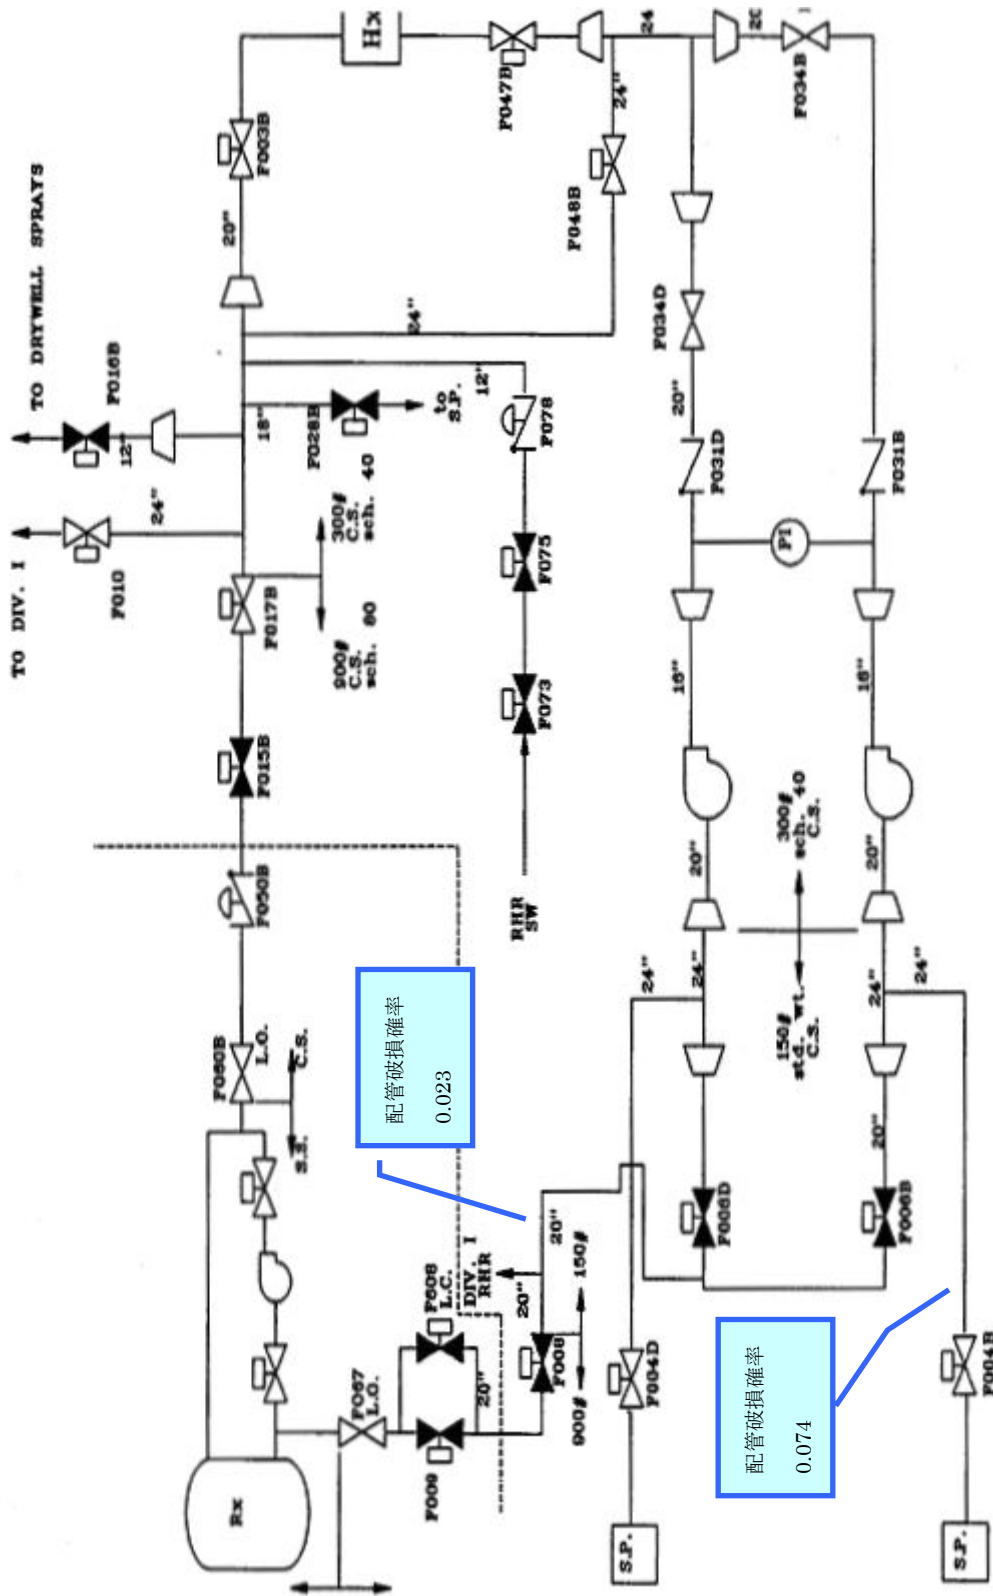 Hx
24
20
F047B
F034B
F003B
24"
F048B
20"
TO DRYWELL SPRAYS
F016B
12"
24"
F034D
18"
F028B
to
S.P.
12"
F078
20"
F031D
F031B
TO DIV. I
F010
24"
F017B
300#
C.S.
sch. 40
900#
C.S.
sch. 80
F075
F073
PI
16"
16"
F015B
F050B
RHR
SW
20"
20"
300#
sch. 40
C.S.
150#
std. wt.
C.S.
24"
24"
24"
24"
F060B
L.O.
C.S.
S.S.
配管破損確率
0.023
20"
F006D
F006B
20"
DIV. I
RHR
F608
L.C.
20"
150#
900#
F008
F067
L.O.
20"
F009
F004D
F004B
配管破損確率
0.074
Rx
S.P.
S.P.